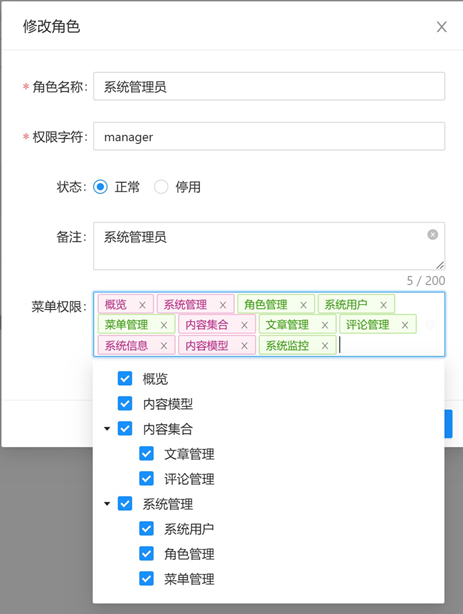 修改角色
* 角色名称: 系统管理员
* 权限字符: manager
状态: 正常 停用
备注: 系统管理员
5 / 200
菜单权限: 概览 系统管理 角色管理 系统用户
菜单管理 内容集合 文章管理 评论管理
系统信息 内容模型 系统监控
概览
内容模型
内容集合
文章管理
评论管理
系统管理
系统用户
角色管理
菜单管理